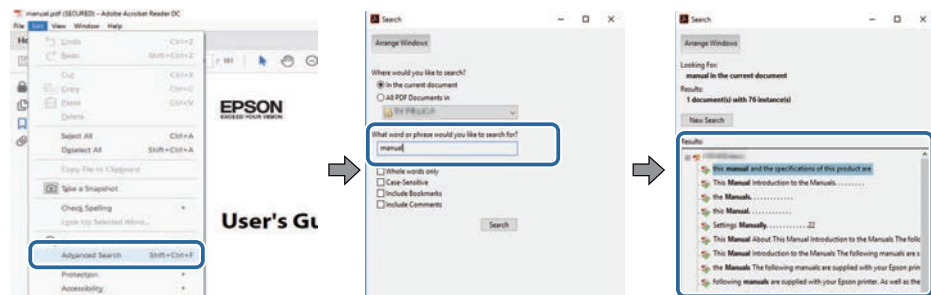 manual.pdf (SECURED) - Adobe Acrobat Reader DC
File Edit View Window Help
Undo Ctrl+Z
Redo Shift+Ctrl+Z
Cut Ctrl+X
Copy Ctrl+C
Paste Ctrl+V
Delete
Select All Ctrl+A
Deselect All Shift+Ctrl+A
Copy File to Clipboard
Take a Snapshot
Check Spelling
Look Up Selected Word...
Advanced Search Shift+Ctrl+F
Protection
Accessibility
EPSON
EXCEED YOUR VISION
User's Gu
Search
Arrange Windows
Where would you like to search?
In the current document
All PDF Documents in
What word or phrase would you like to search for?
manual
Whole words only
Case-Sensitive
Include Bookmarks
Include Comments
Search
Search
Arrange Windows
Looking For:
manual in the current document
Results:
1 document(s) with 76 instance(s)
New Search
Results:
this manual and the specifications of this product are
This Manual Introduction to the Manuals. . . . . . . . .
the Manuals. . . . . . . . . . . . .
this Manual. . . . . . . . . . . . .
Settings Manually. . . . . . . . . . . . .22
This Manual About This Manual Introduction to the Manuals The follo
This Manual Introduction to the Manuals The following manuals are s
the Manuals The following manuals are supplied with your Epson prin
following manuals are supplied with your Epson printer. As well as the